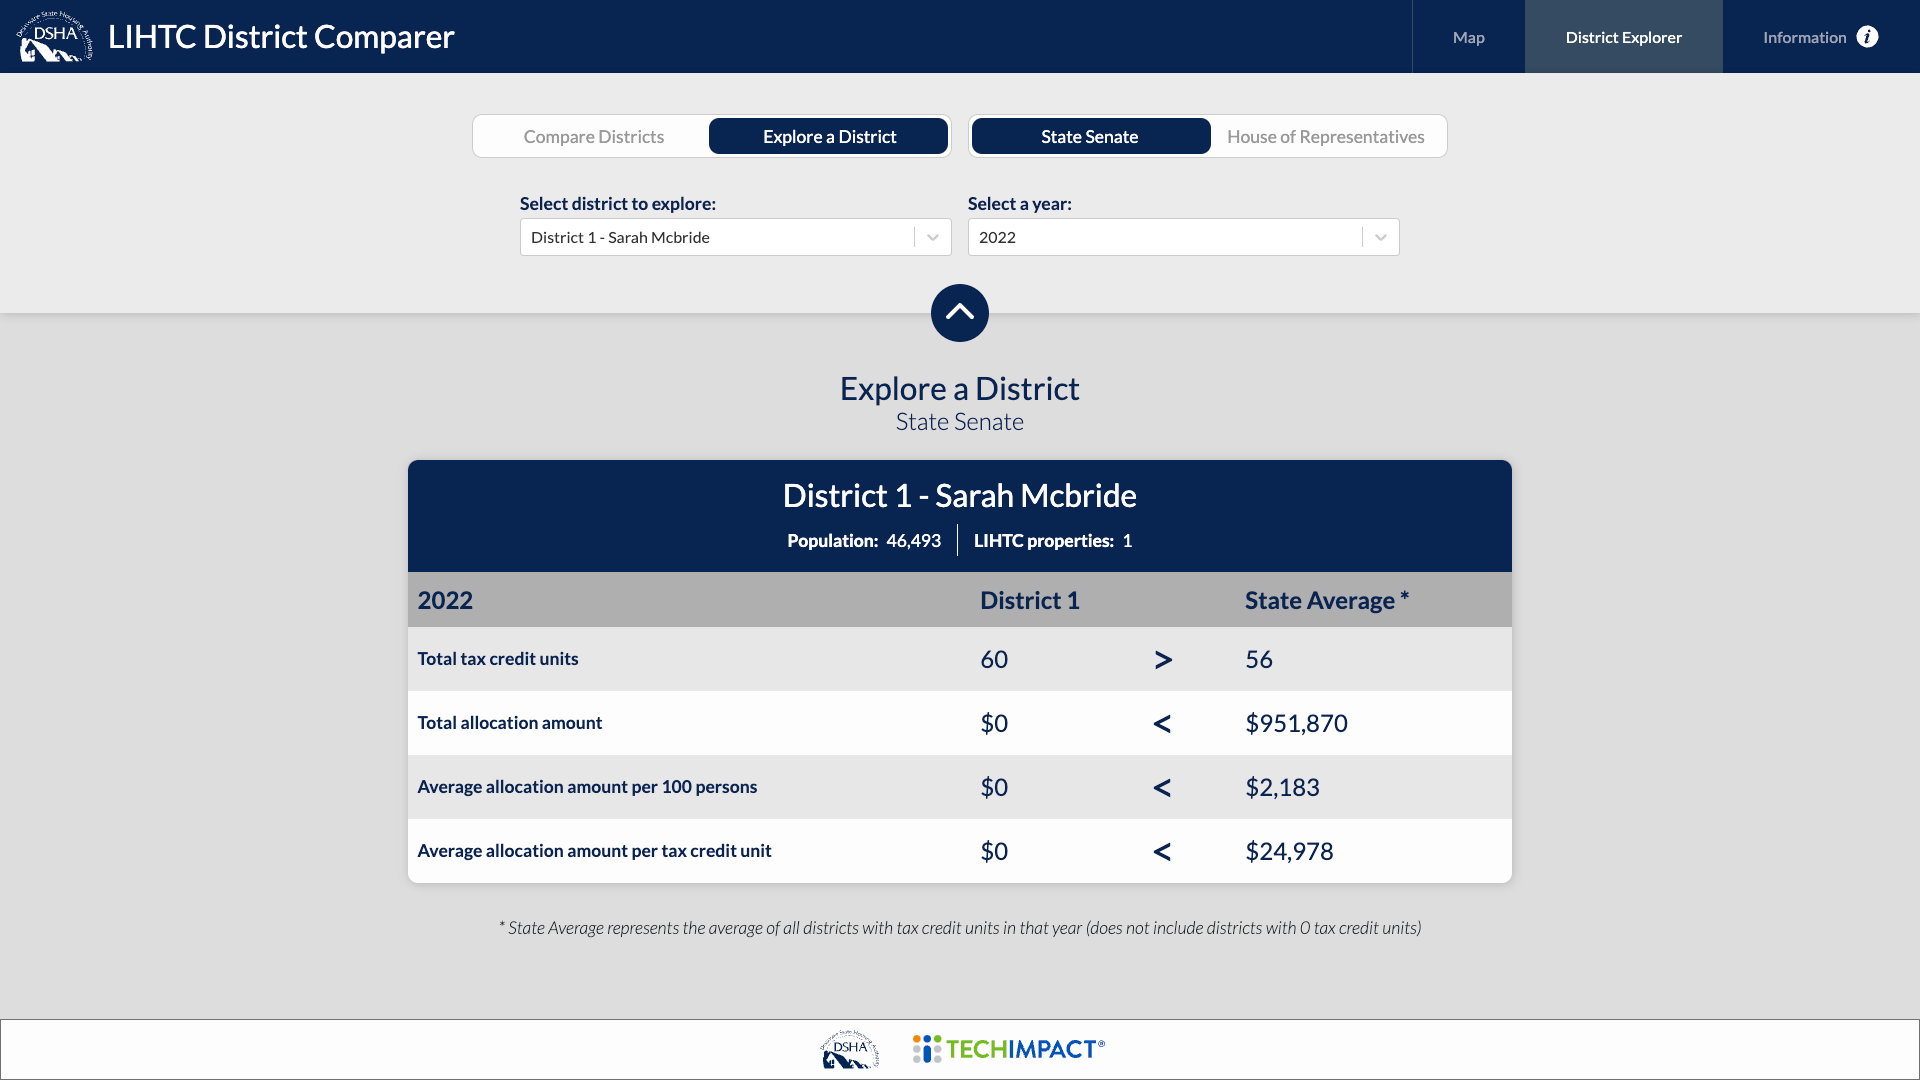 DSHA
LIHTC District Comparer
Map
District Explorer
Information i
Compare Districts
Explore a District
State Senate
House of Representatives
Select district to explore:
Select a year:
District 1 - Sarah Mcbride
2022
Explore a District
State Senate
District 1 - Sarah Mcbride
Population: 46,493
LIHTC properties: 1
2022 District 1 State Average *
Total tax credit units 60 > 56
Total allocation amount $0 < $951,870
Average allocation amount per 100 persons $0 < $2,183
Average allocation amount per tax credit unit $0 < $24,978
* State Average represents the average of all districts with tax credit units in that year (does not include districts with 0 tax credit units)
DSHA
TECHIMPACT®